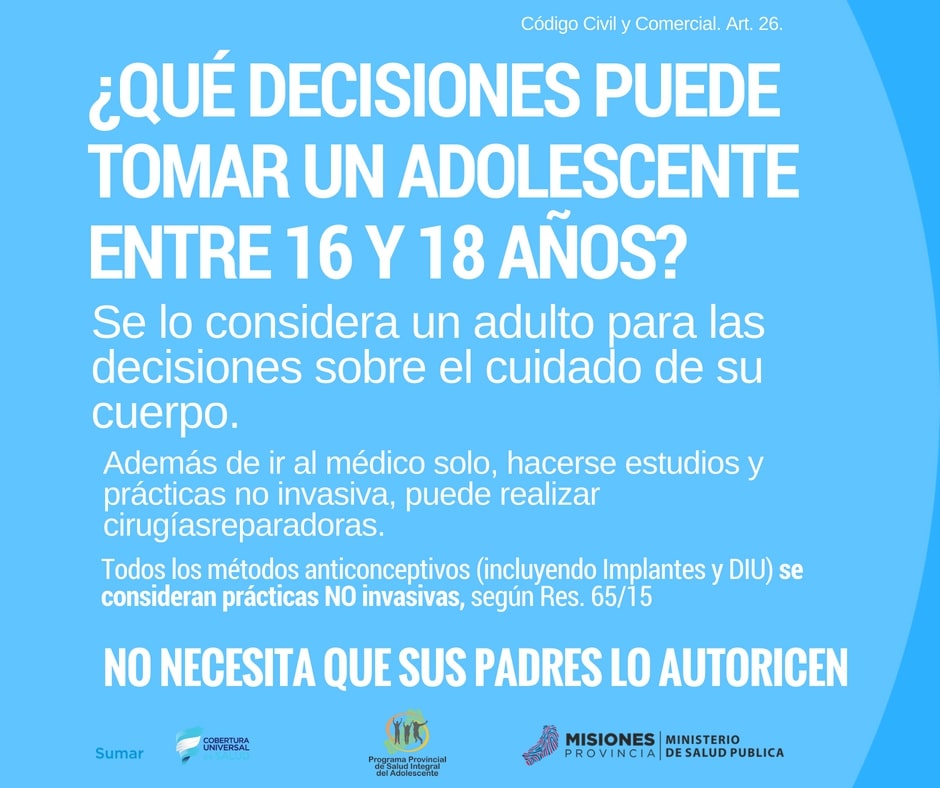 Código Civil y Comercial. Art. 26.
¿QUÉ DECISIONES PUEDE
TOMAR UN ADOLESCENTE
ENTRE 16 Y 18 AÑOS?
Se lo considera un adulto para las
decisiones sobre el cuidado de su
cuerpo.
Además de ir al médico solo, hacerse estudios y
prácticas no invasiva, puede realizar
cirugíasreparadoras.
Todos los métodos anticonceptivos (incluyendo Implantes y DIU) se
consideran prácticas NO invasivas, según Res. 65/15
NO NECESITA QUE SUS PADRES LO AUTORICEN
Sumar
COBERTURA
UNIVERSAL
DE SALUD
Programa Provincial
de Salud Integral
del Adolescente
MISIONES
PROVINCIA
MINISTERIO
DE SALUD PUBLICA